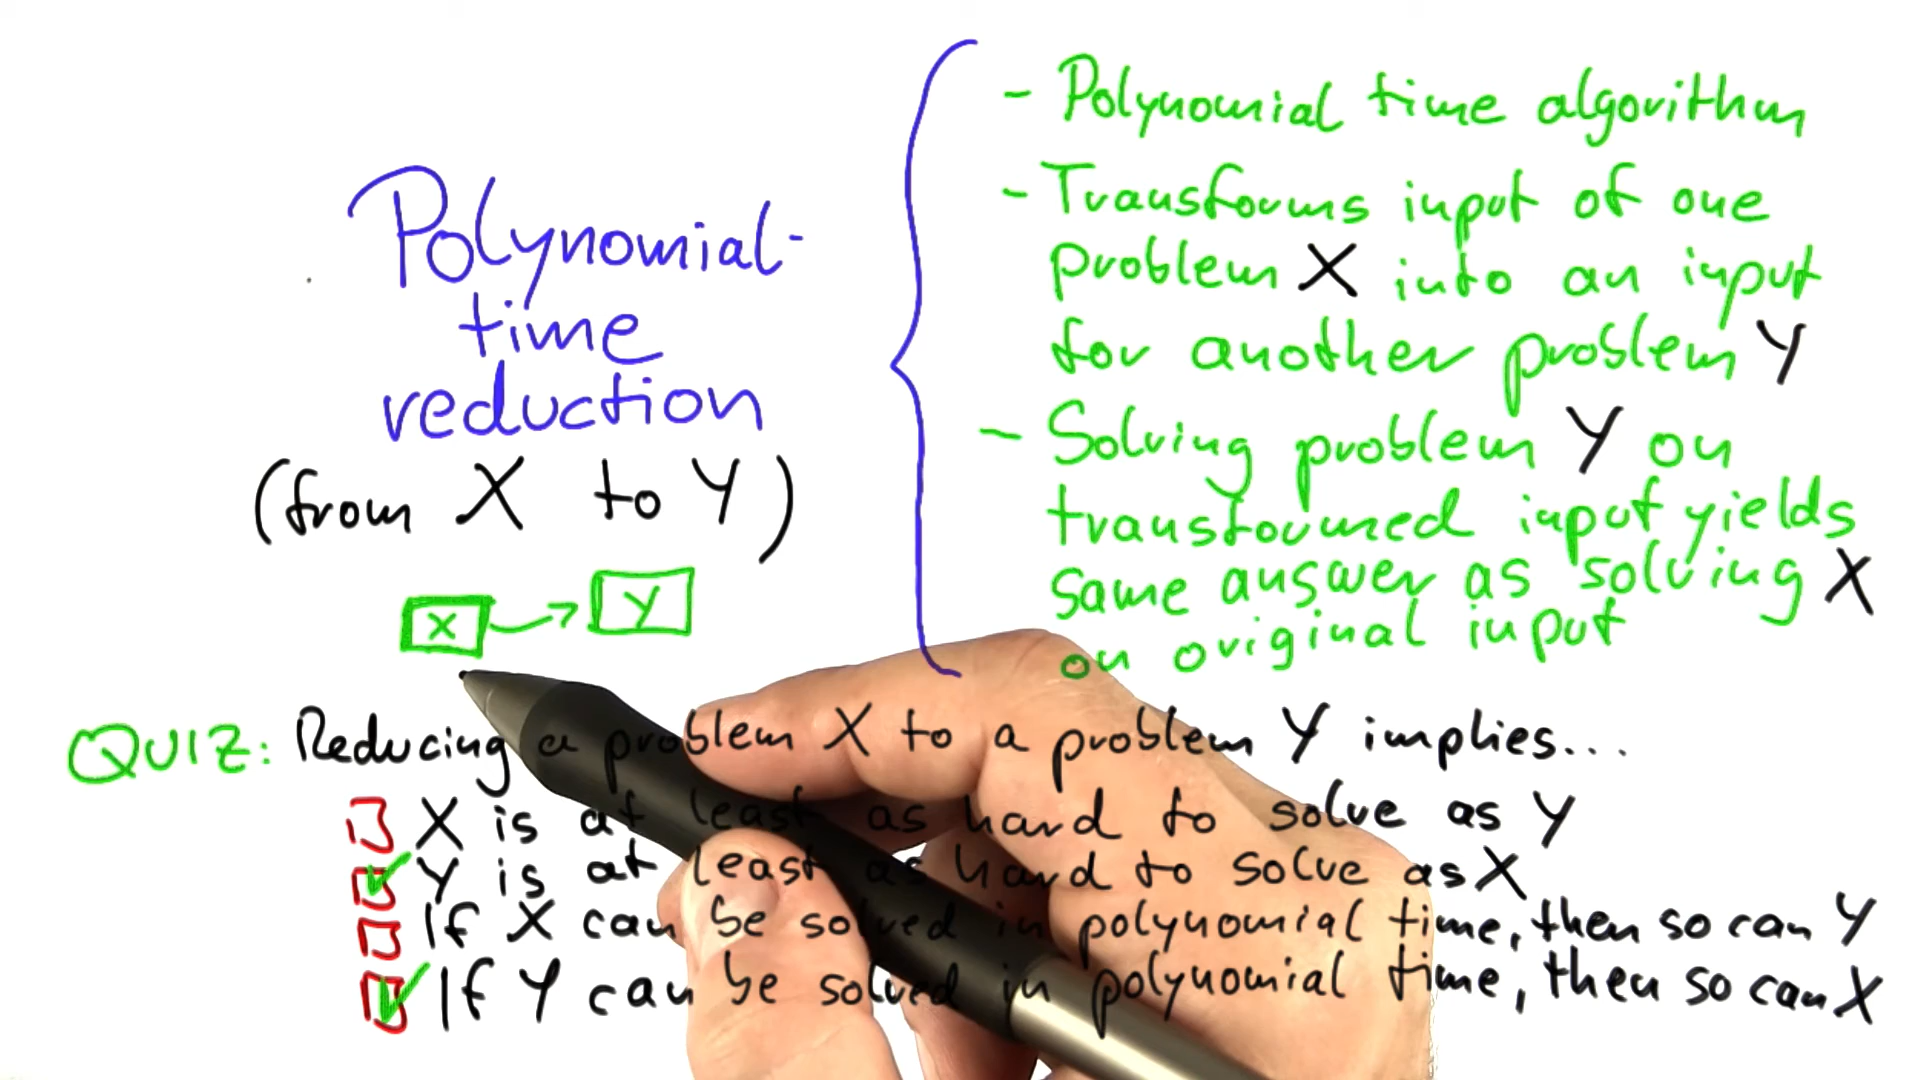 Polynomial-
time
reduction
(from X to Y)
X
Y
- Polynomial time algorithm
- Transforms input of one
problem X into an input
for another problem Y
- Solving problem Y on
transformed input yields
same answer as solving X
on original input
QUIZ: Reducing a problem X to a problem Y implies...
X is at least as hard to solve as Y
Y is at least as hard to solve as X
If X can be solved in polynomial time, then so can Y
If Y can be solved in polynomial time, then so can X